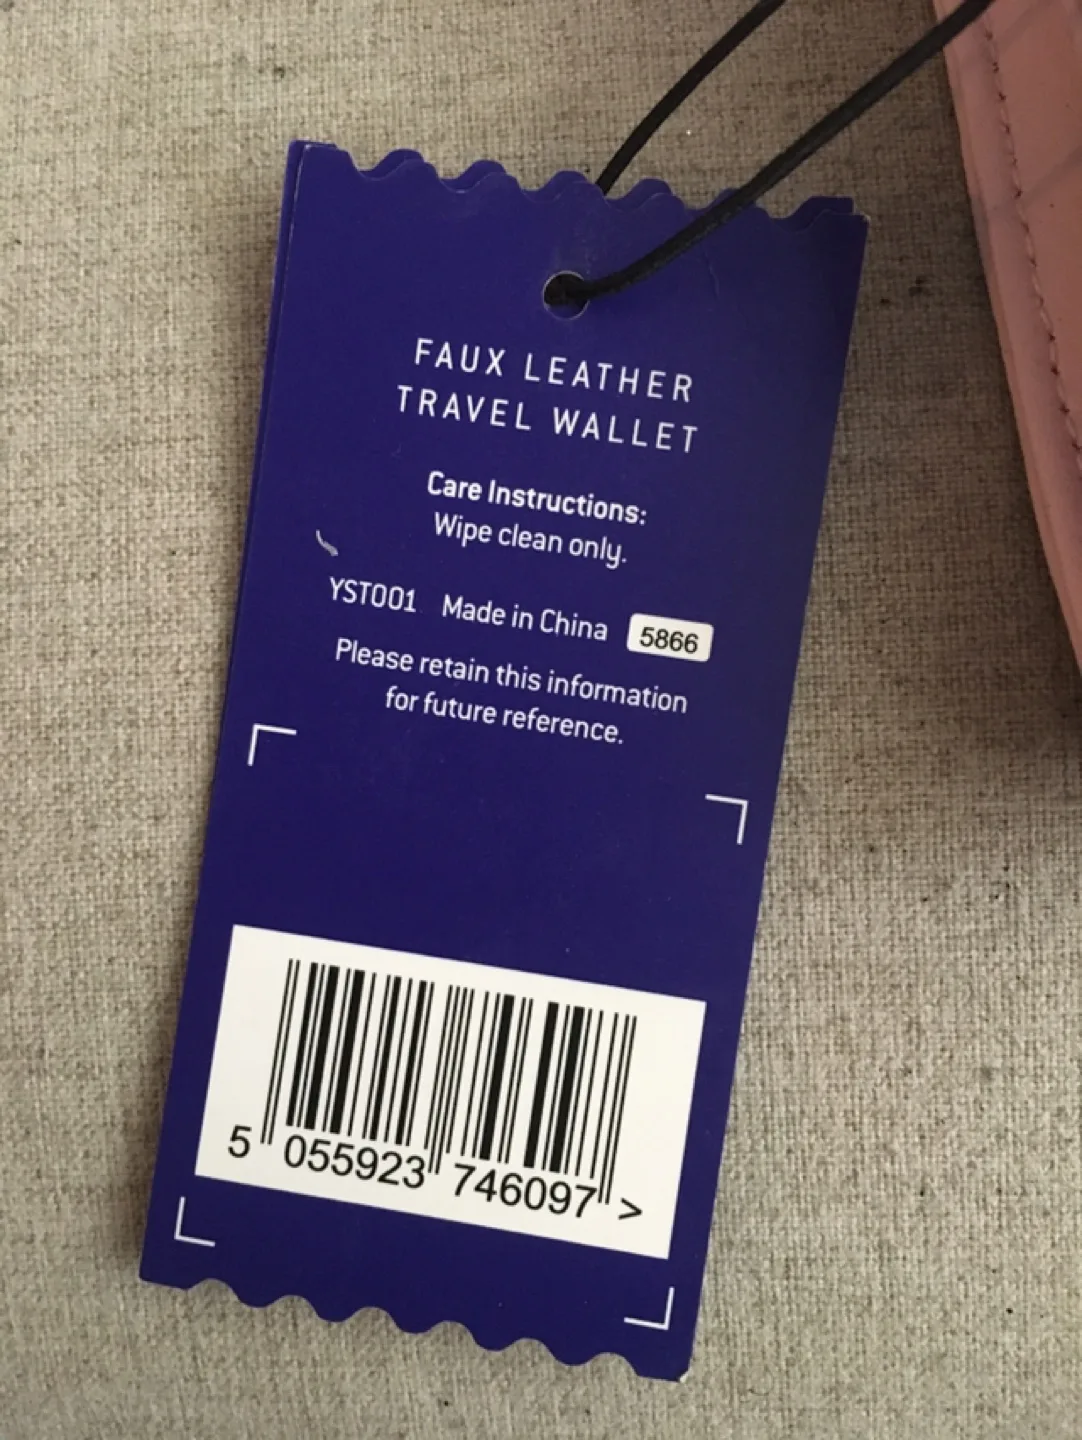 FAUX LEATHER
TRAVEL WALLET
Care Instructions:
Wipe clean only.
YST001 Made in China 5866
Please retain this information
for future reference.
5 055923 746097 >